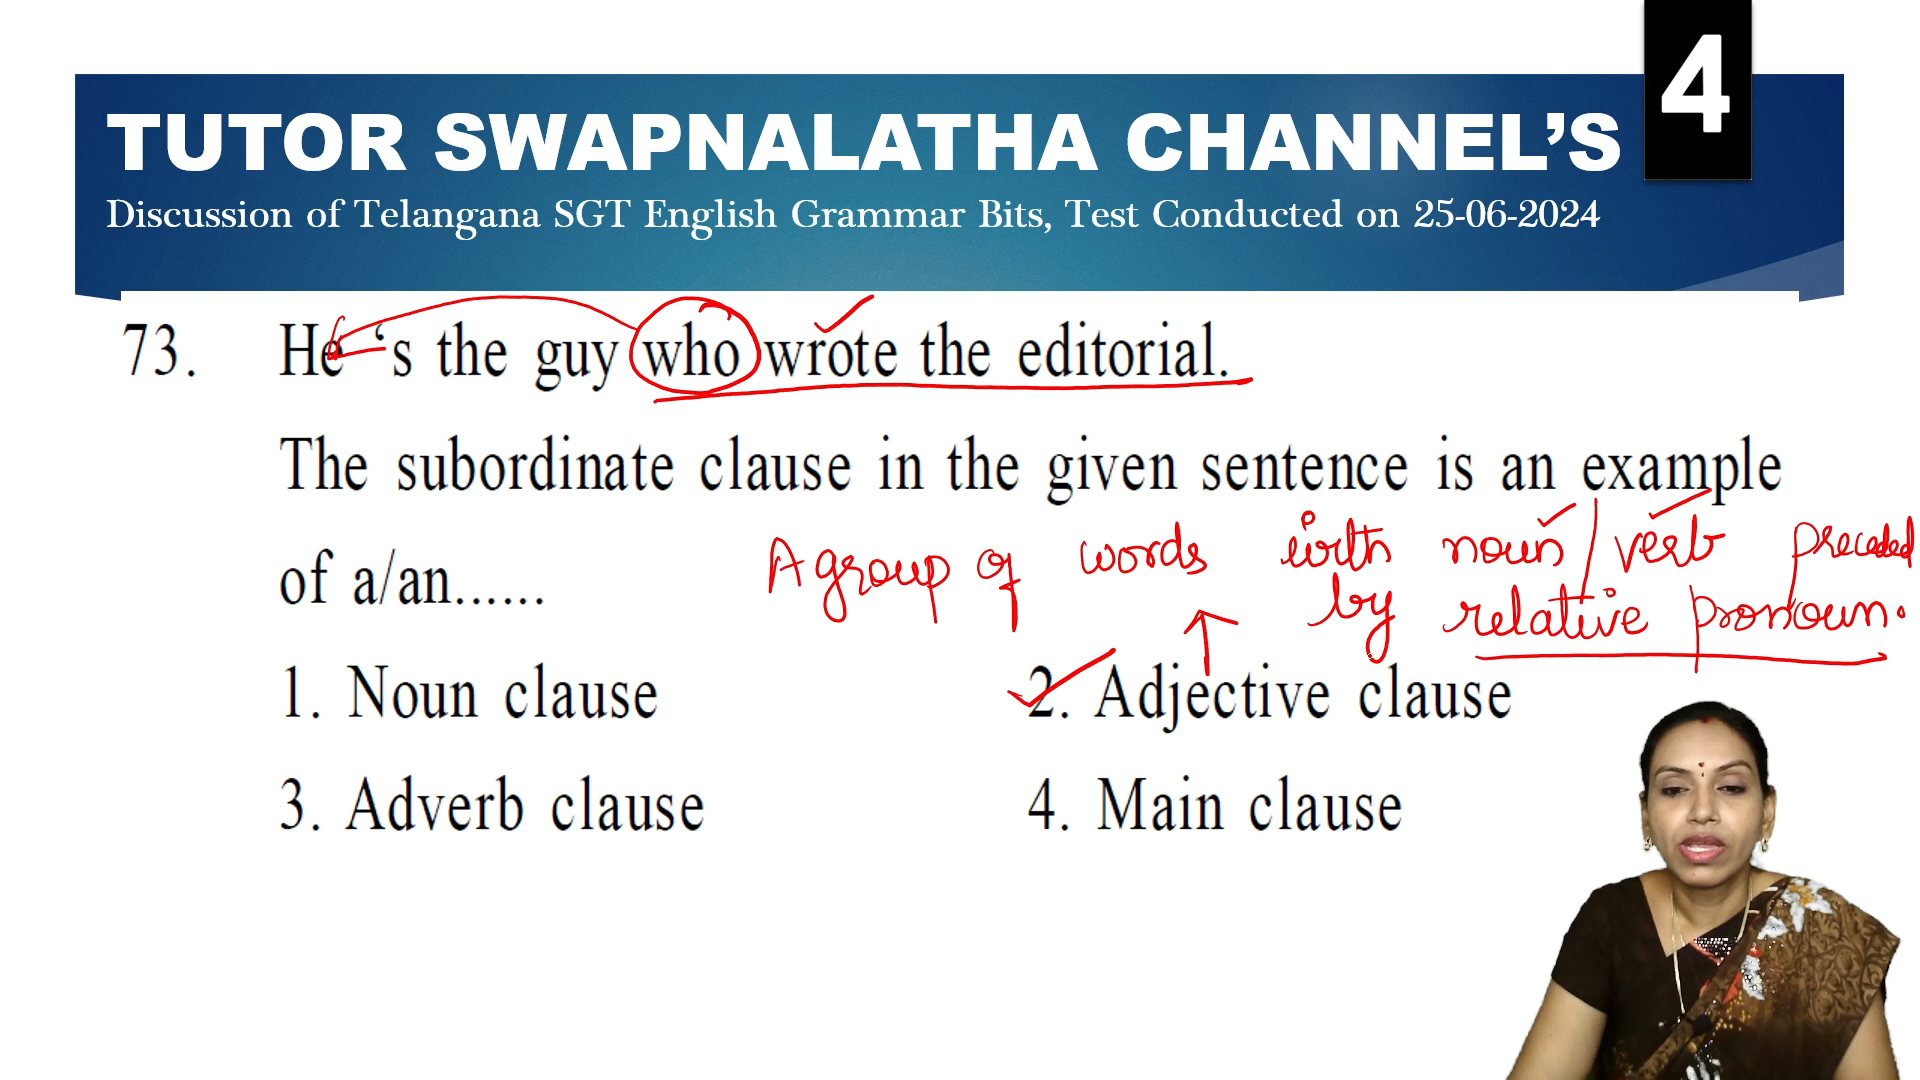 4
TUTOR SWAPNALATHA CHANNEL’S
Discussion of Telangana SGT English Grammar Bits, Test Conducted on 25-06-2024
73. He ‘s the guy who wrote the editorial.
The subordinate clause in the given sentence is an example
of a/an......
A group of words with noun / verb preceded
by relative pronoun.
1. Noun clause 2. Adjective clause
3. Adverb clause 4. Main clause